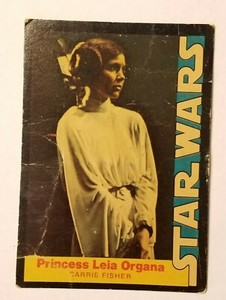 STAR WARS
Princess Leia Organa
CARRIE FISHER